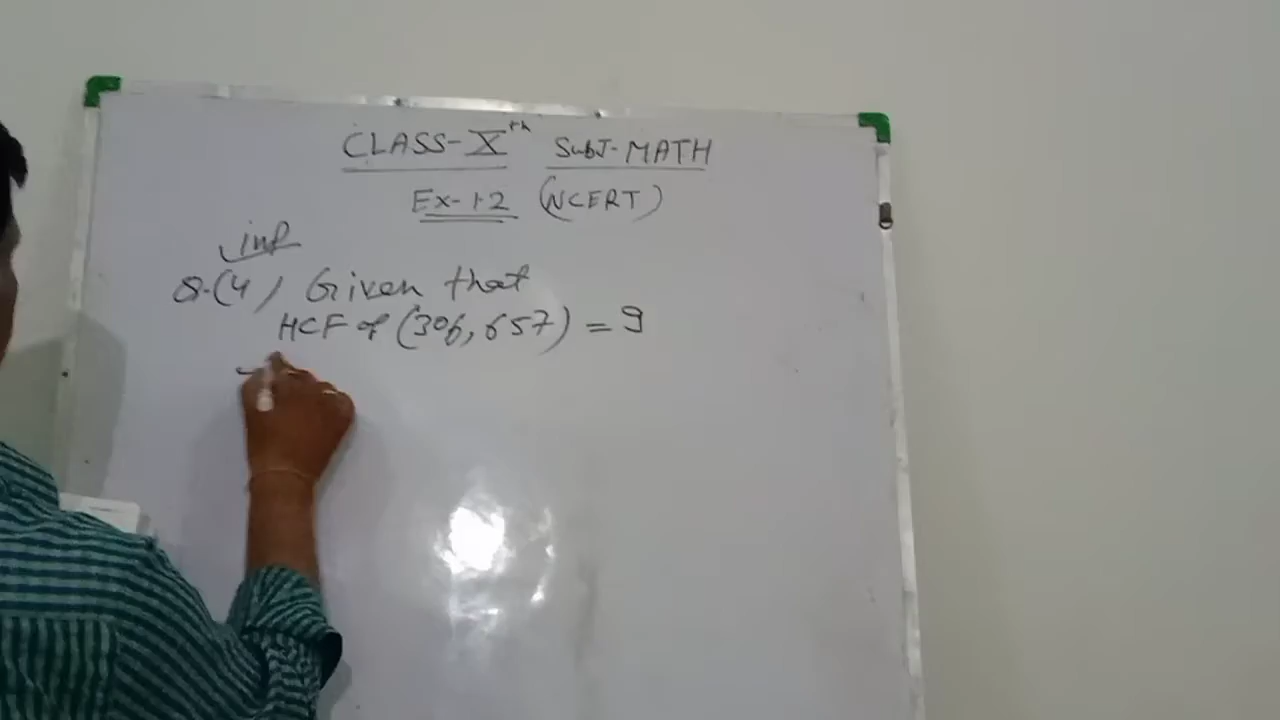 CLASS-Xth SubJ-MATH
Ex-1.2 (NCERT)
imp
Q.(4) Given that
HCF of (306, 657) = 9